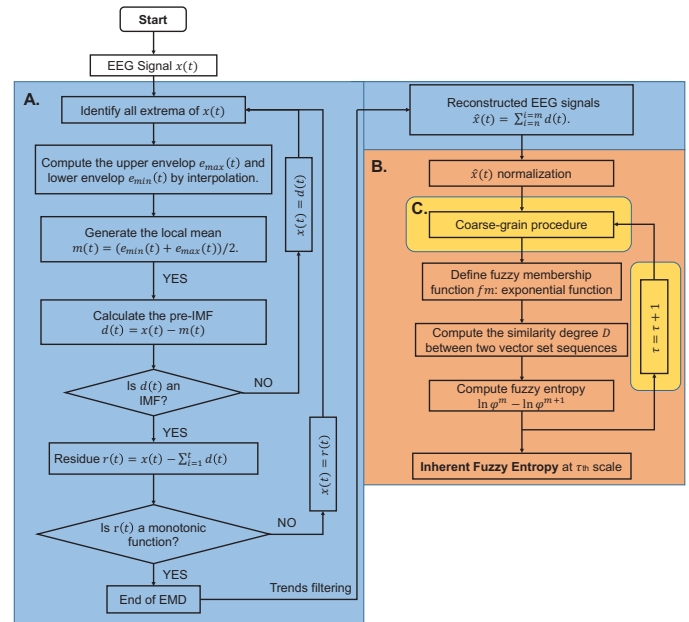 Start
EEG Signal x(t)
A.
Identify all extrema of x(t)
Compute the upper envelop e_max(t) and
lower envelop e_min(t) by interpolation.
Generate the local mean
m(t) = (e_min(t) + e_max(t))/2.
YES
Calculate the pre-IMF
d(t) = x(t) − m(t)
Is d(t) an
IMF?
NO
x(t) = d(t)
YES
Residue r(t) = x(t) − ∑_{i=1}^{t} d(t)
Is r(t) a monotonic
function?
NO
x(t) = r(t)
YES
End of EMD
Trends filtering
Reconstructed EEG signals
x̂(t) = ∑_{i=n}^{i=m} d(t).
B.
x̂(t) normalization
C.
Coarse-grain procedure
Define fuzzy membership
function fm: exponential function
Compute the similarity degree D
between two vector set sequences
Compute fuzzy entropy
ln φ^m − ln φ^{m+1}
τ = τ + 1
Inherent Fuzzy Entropy at τ_th scale